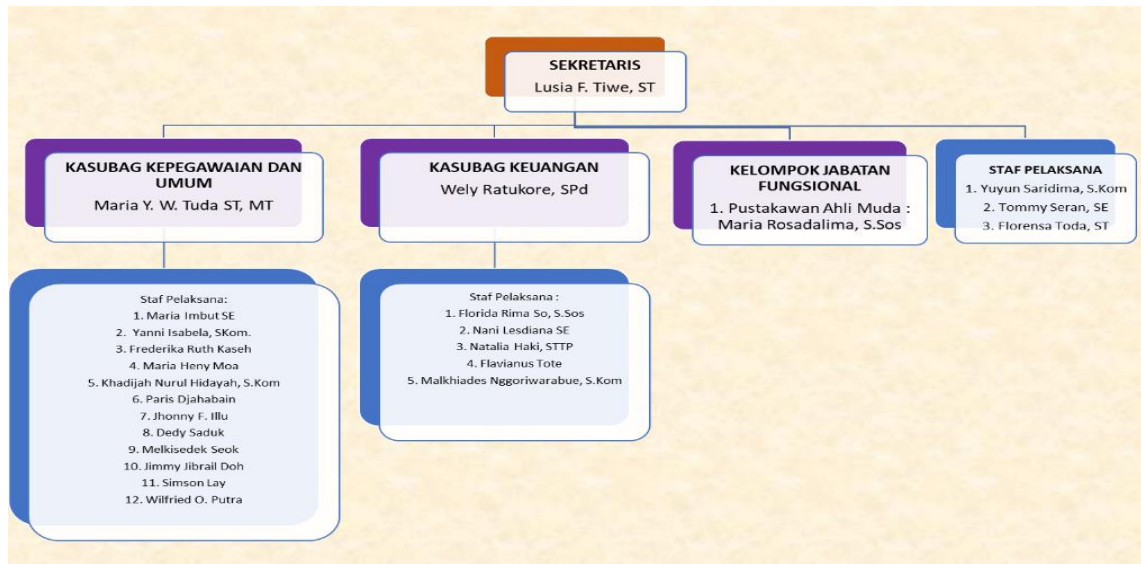 SEKRETARIS
Lusia F. Tiwe, ST
KASUBAG KEPEGAWAIAN DAN
UMUM
Maria Y. W. Tuda ST, MT
KASUBAG KEUANGAN
Wely Ratukore, SPd
KELOMPOK JABATAN
FUNGSIONAL
1. Pustakawan Ahli Muda :
Maria Rosadalima, S.Sos
STAF PELAKSANA
1. Yuyun Saridima, S.Kom
2. Tommy Seran, SE
3. Florensa Toda, ST
Staf Pelaksana:
1. Maria Imbut SE
2. Yanni Isabela, SKom.
3. Frederika Ruth Kaseh
4. Maria Heny Moa
5. Khadijah Nurul Hidayah, S.Kom
6. Paris Djahabain
7. Jhonny F. Illu
8. Dedy Saduk
9. Melkisedek Seok
10. Jimmy Jibrail Doh
11. Simson Lay
12. Wilfried O. Putra
Staf Pelaksana :
1. Florida Rima So, S.Sos
2. Nani Lesdiana SE
3. Natalia Haki, STTP
4. Flavianus Tote
5. Malkhiades Nggoriwarabue, S.Kom